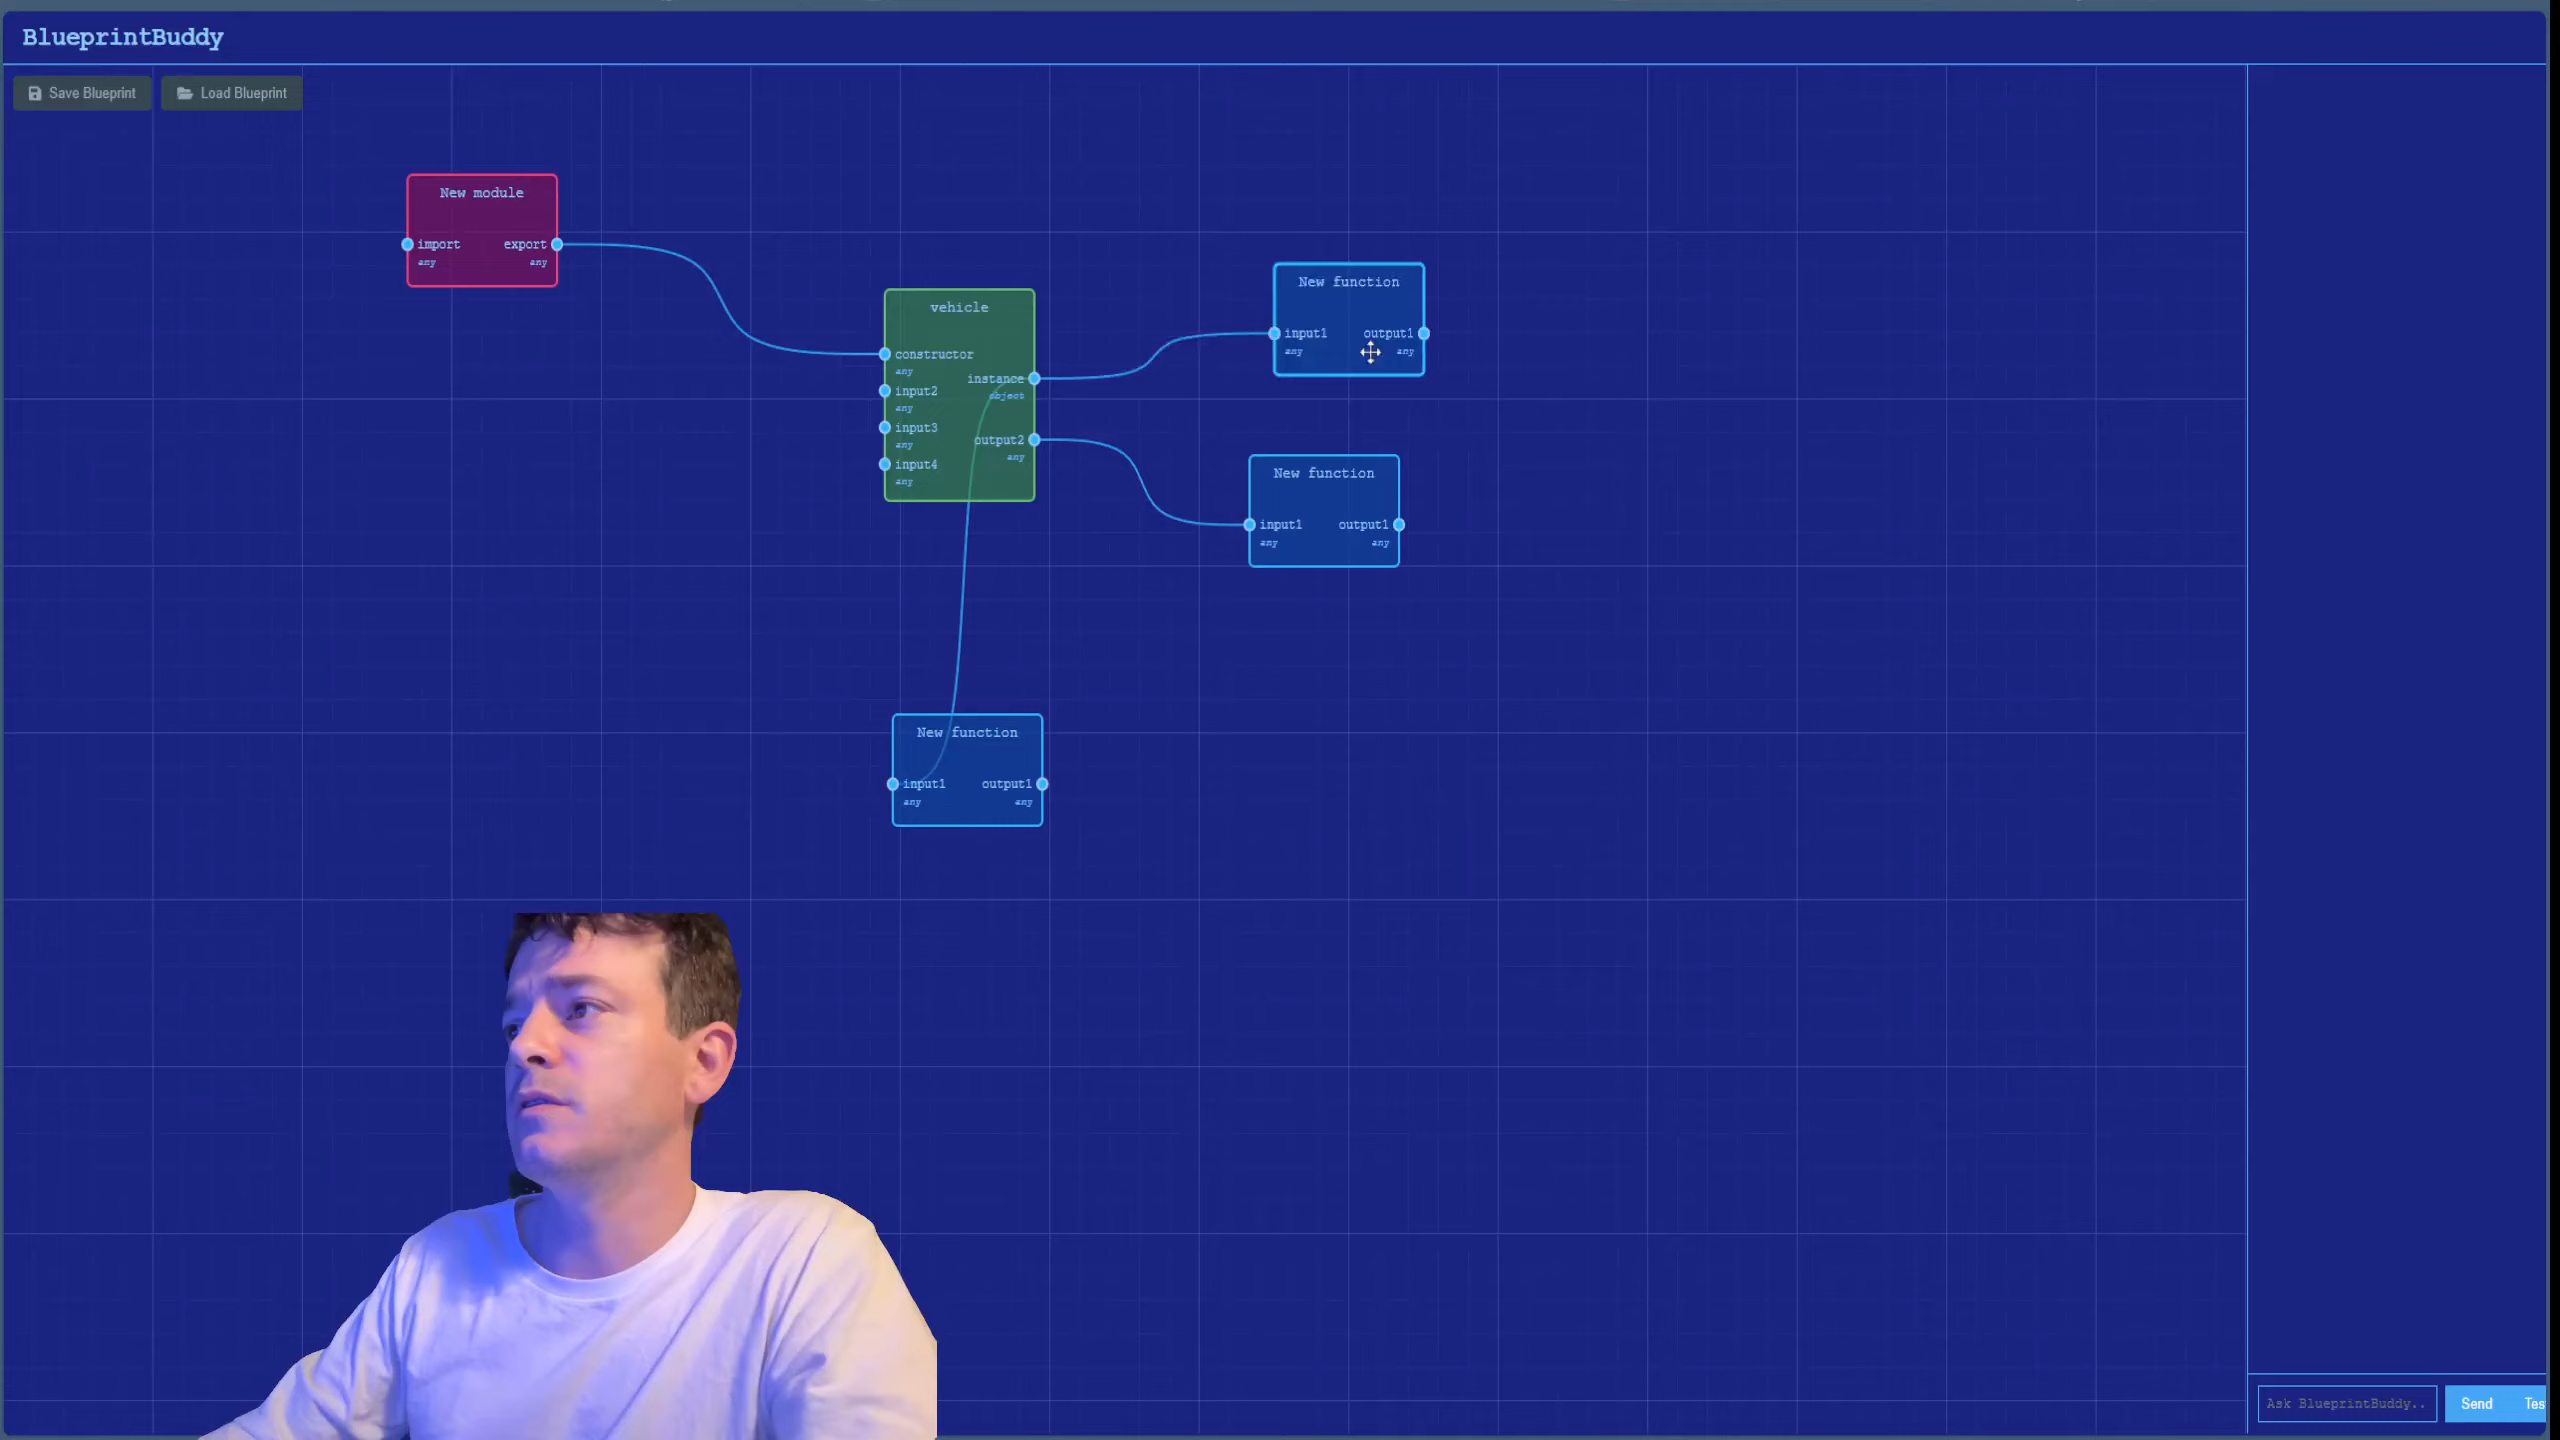 BlueprintBuddy
Save Blueprint
Load Blueprint
New module
import
export
any
any
vehicle
constructor
any
instance
object
input2
any
input3
any
output2
any
input4
any
New function
input1
output1
any
any
New function
input1
output1
any
any
New function
input1
output1
any
any
Ask BlueprintBuddy..
Send
Tes